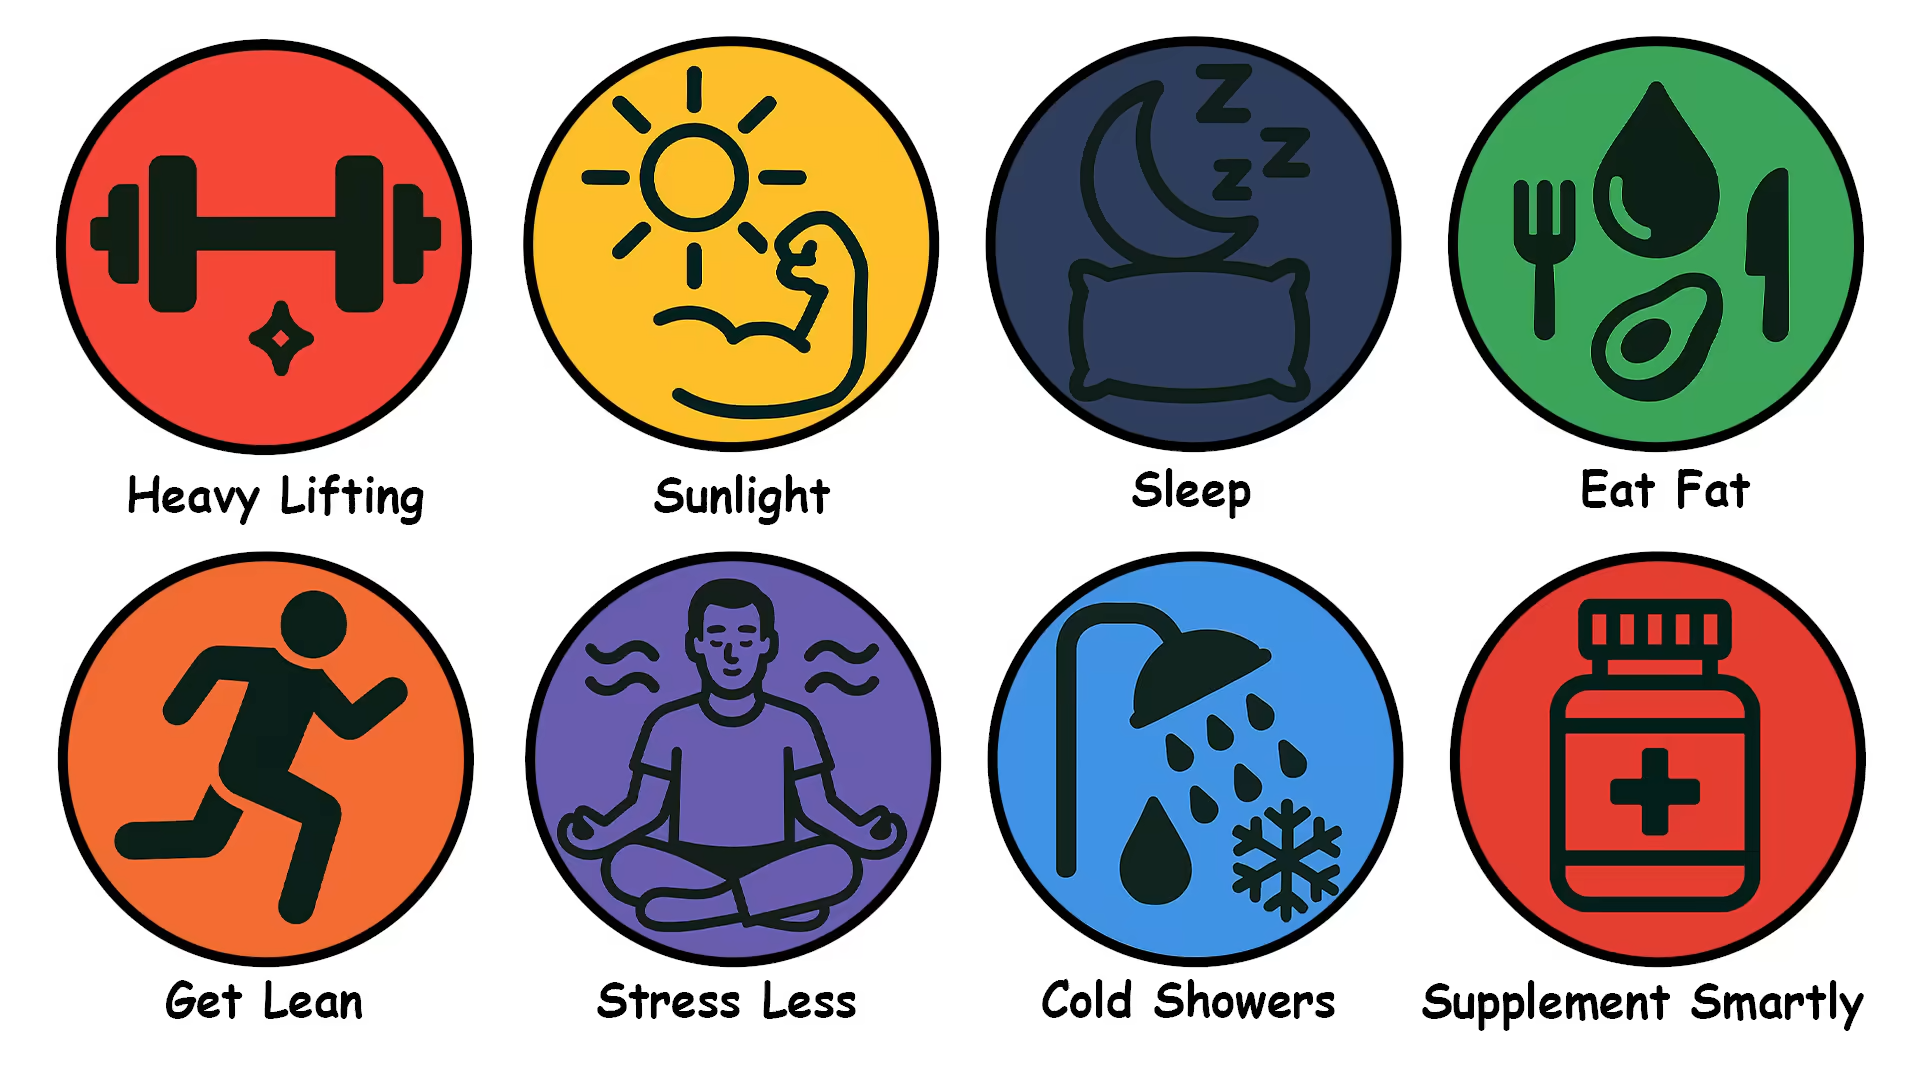 Heavy Lifting
Sunlight
Sleep
Eat Fat
Get Lean
Stress Less
Cold Showers
Supplement Smartly